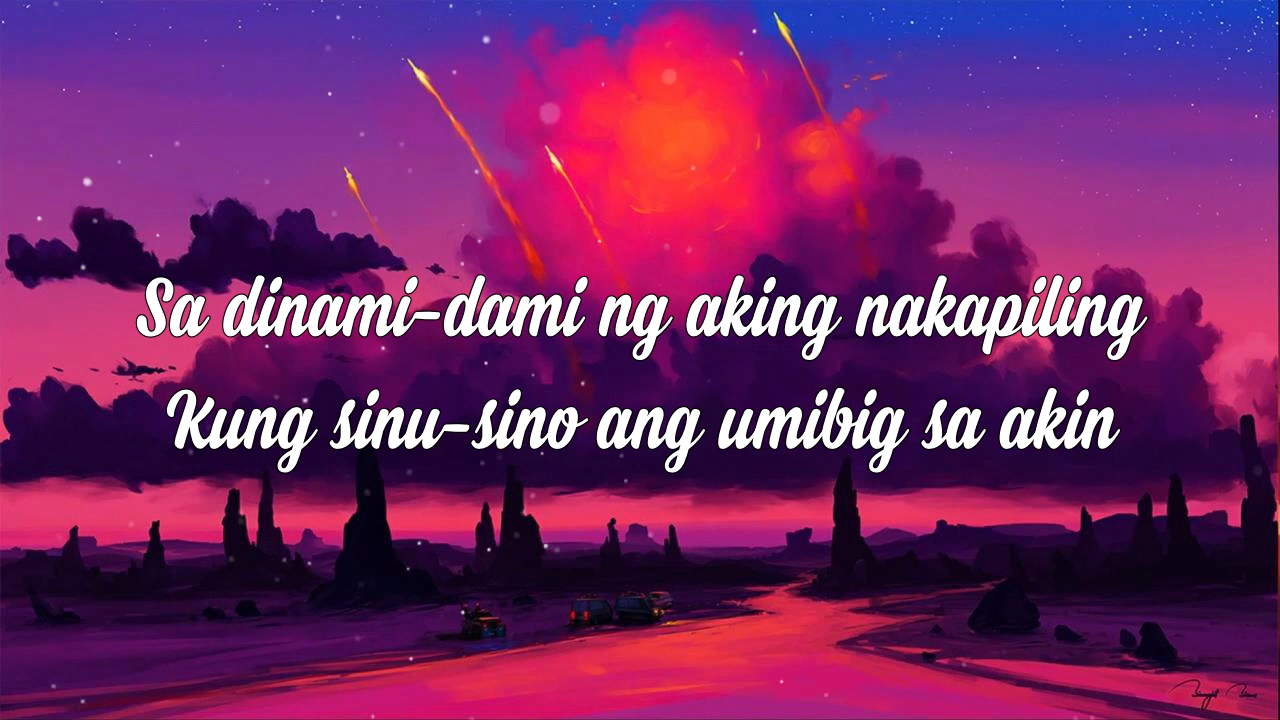 Sa dinami-dami ng aking nakapiling
Kung sinu-sino ang umibig sa akin